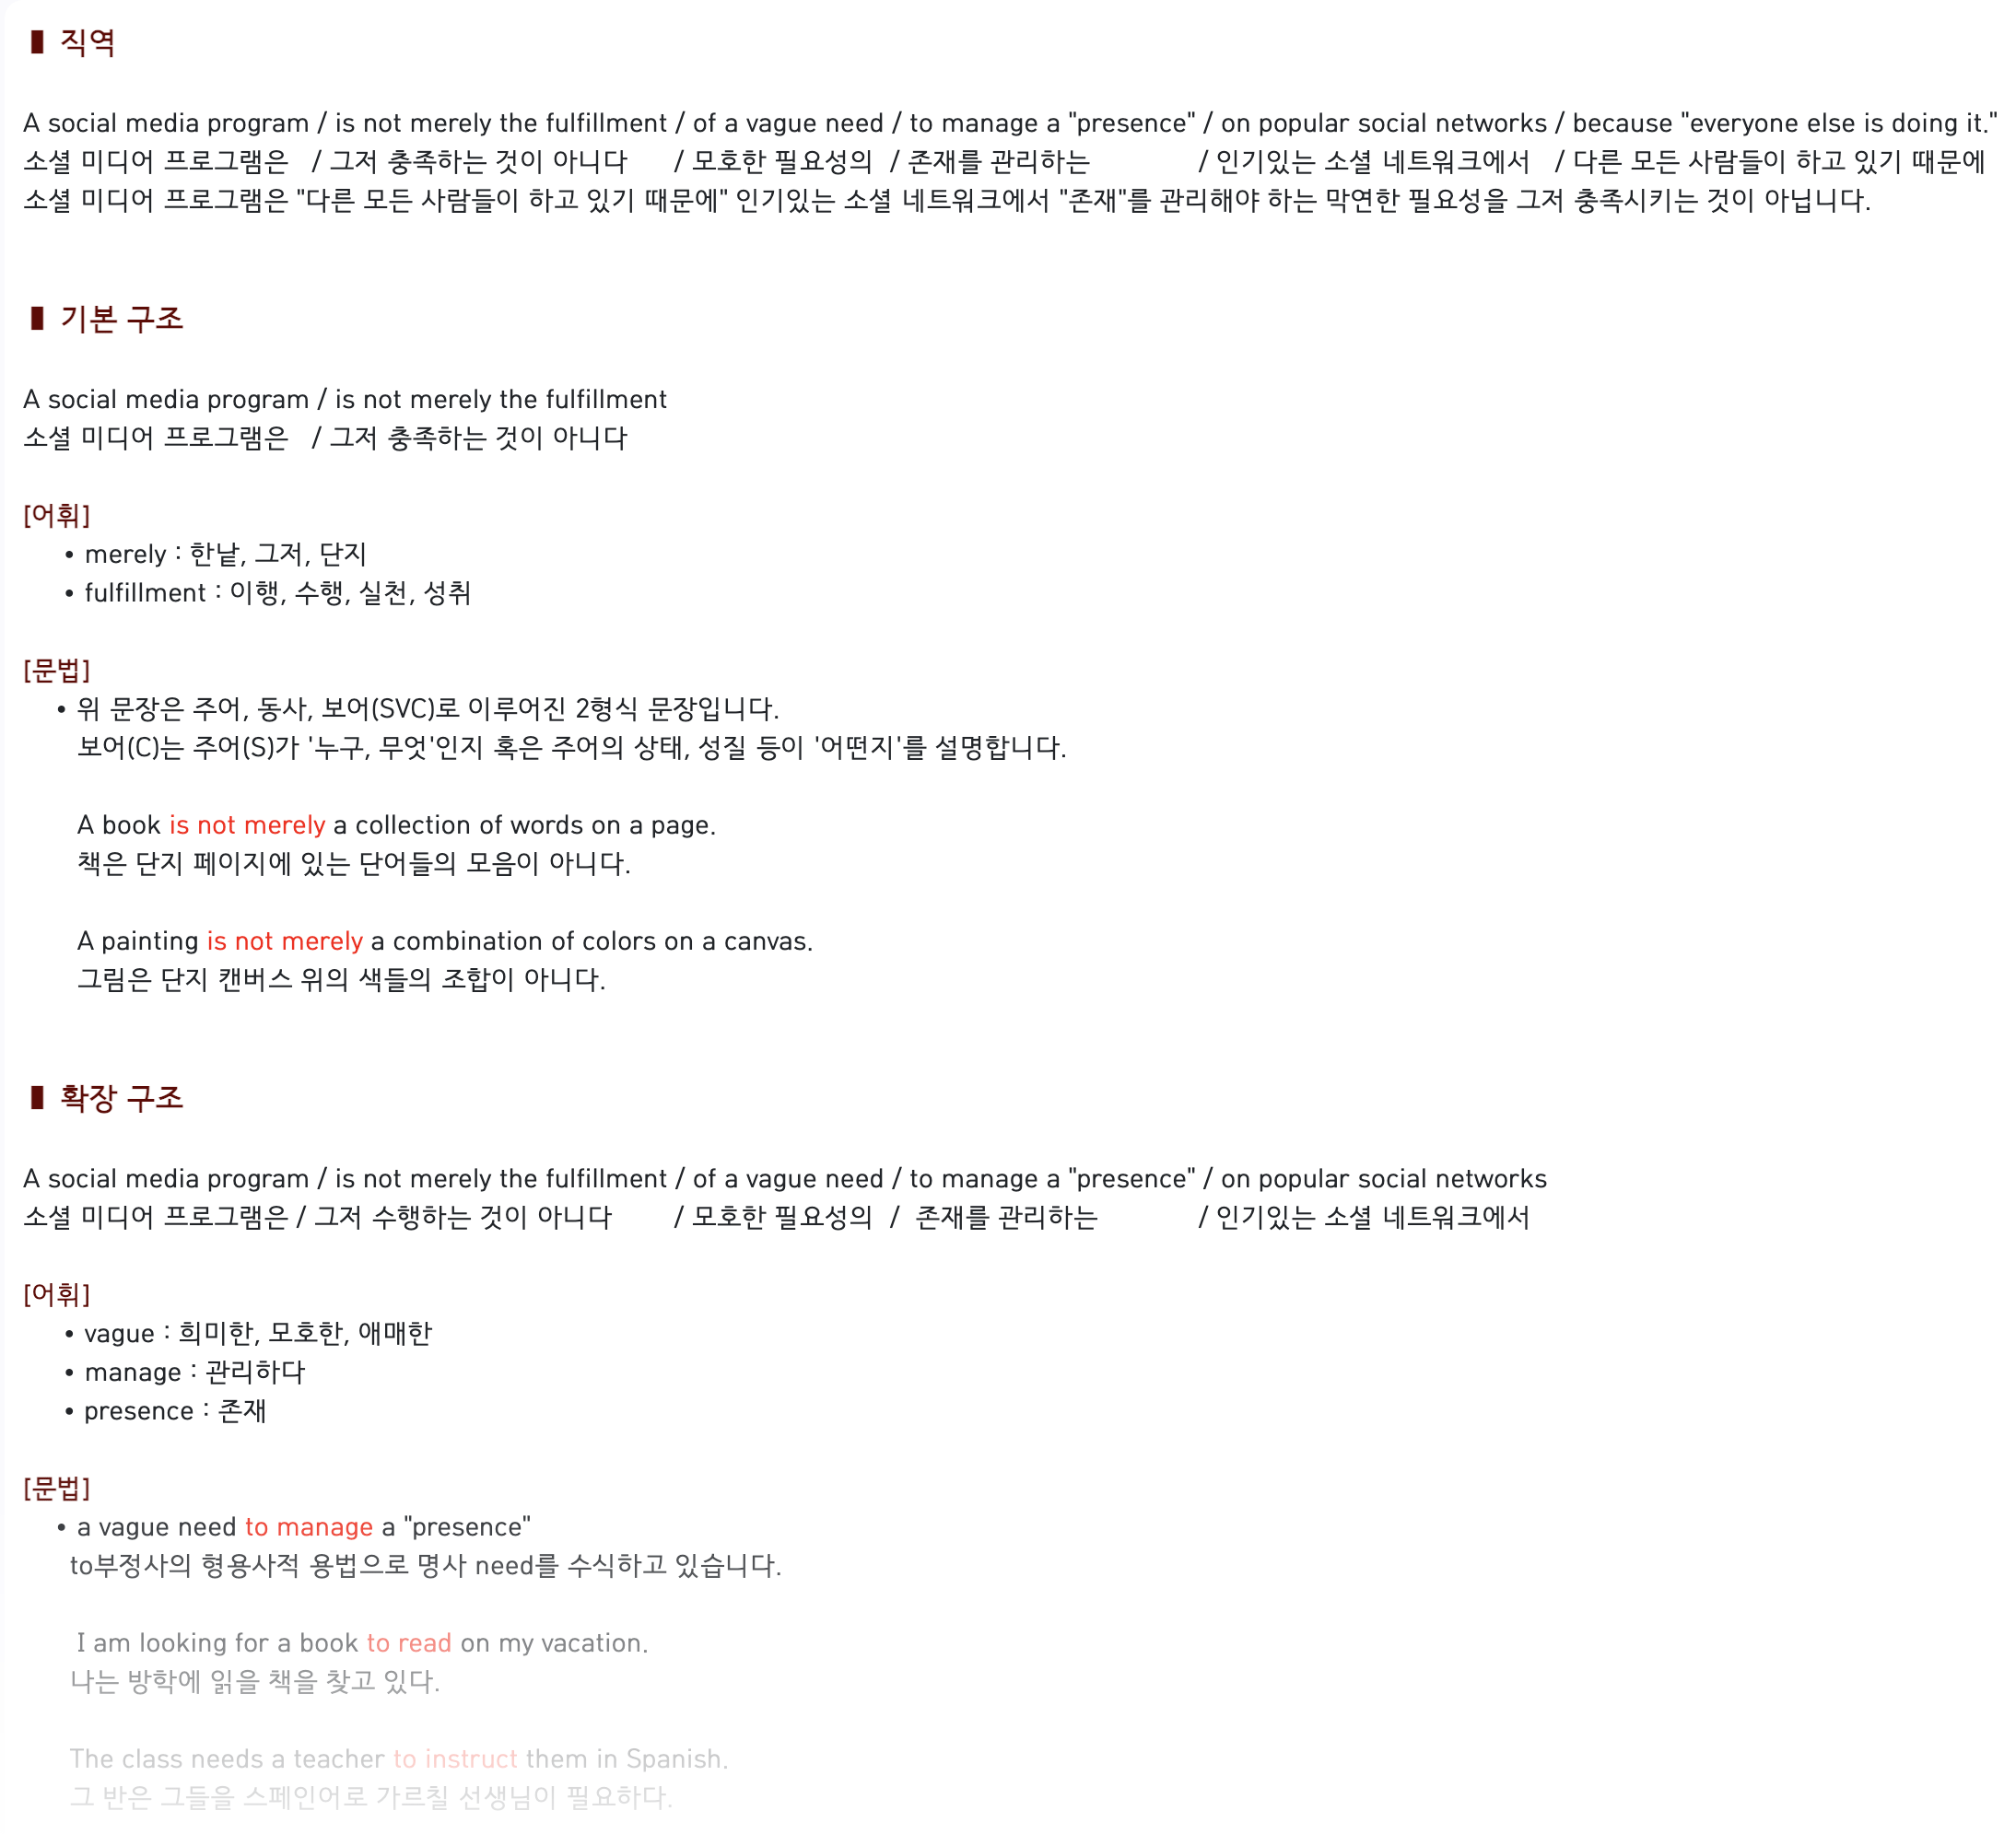 ▮ 직역
A social media program / is not merely the fulfillment / of a vague need / to manage a "presence" / on popular social networks / because "everyone else is doing it."
소셜 미디어 프로그램은 / 그저 충족하는 것이 아니다 / 모호한 필요성의 / 존재를 관리하는 / 인기있는 소셜 네트워크에서 / 다른 모든 사람들이 하고 있기 때문에
소셜 미디어 프로그램은 "다른 모든 사람들이 하고 있기 때문에" 인기있는 소셜 네트워크에서 "존재"를 관리해야 하는 막연한 필요성을 그저 충족시키는 것이 아닙니다.
▮ 기본 구조
A social media program / is not merely the fulfillment
소셜 미디어 프로그램은 / 그저 충족하는 것이 아니다
[어휘]
• merely : 한낱, 그저, 단지
• fulfillment : 이행, 수행, 실천, 성취
[문법]
• 위 문장은 주어, 동사, 보어(SVC)로 이루어진 2형식 문장입니다.
보어(C)는 주어(S)가 '누구, 무엇'인지 혹은 주어의 상태, 성질 등이 '어떤지'를 설명합니다.
A book is not merely a collection of words on a page.
책은 단지 페이지에 있는 단어들의 모음이 아니다.
A painting is not merely a combination of colors on a canvas.
그림은 단지 캔버스 위의 색들의 조합이 아니다.
▮ 확장 구조
A social media program / is not merely the fulfillment / of a vague need / to manage a "presence" / on popular social networks
소셜 미디어 프로그램은 / 그저 수행하는 것이 아니다 / 모호한 필요성의 / 존재를 관리하는 / 인기있는 소셜 네트워크에서
[어휘]
• vague : 희미한, 모호한, 애매한
• manage : 관리하다
• presence : 존재
[문법]
• a vague need to manage a "presence"
to부정사의 형용사적 용법으로 명사 need를 수식하고 있습니다.
I am looking for a book to read on my vacation.
나는 방학에 읽을 책을 찾고 있다.
The class needs a teacher to instruct them in Spanish.
그 반은 그들을 스페인어로 가르칠 선생님이 필요하다.